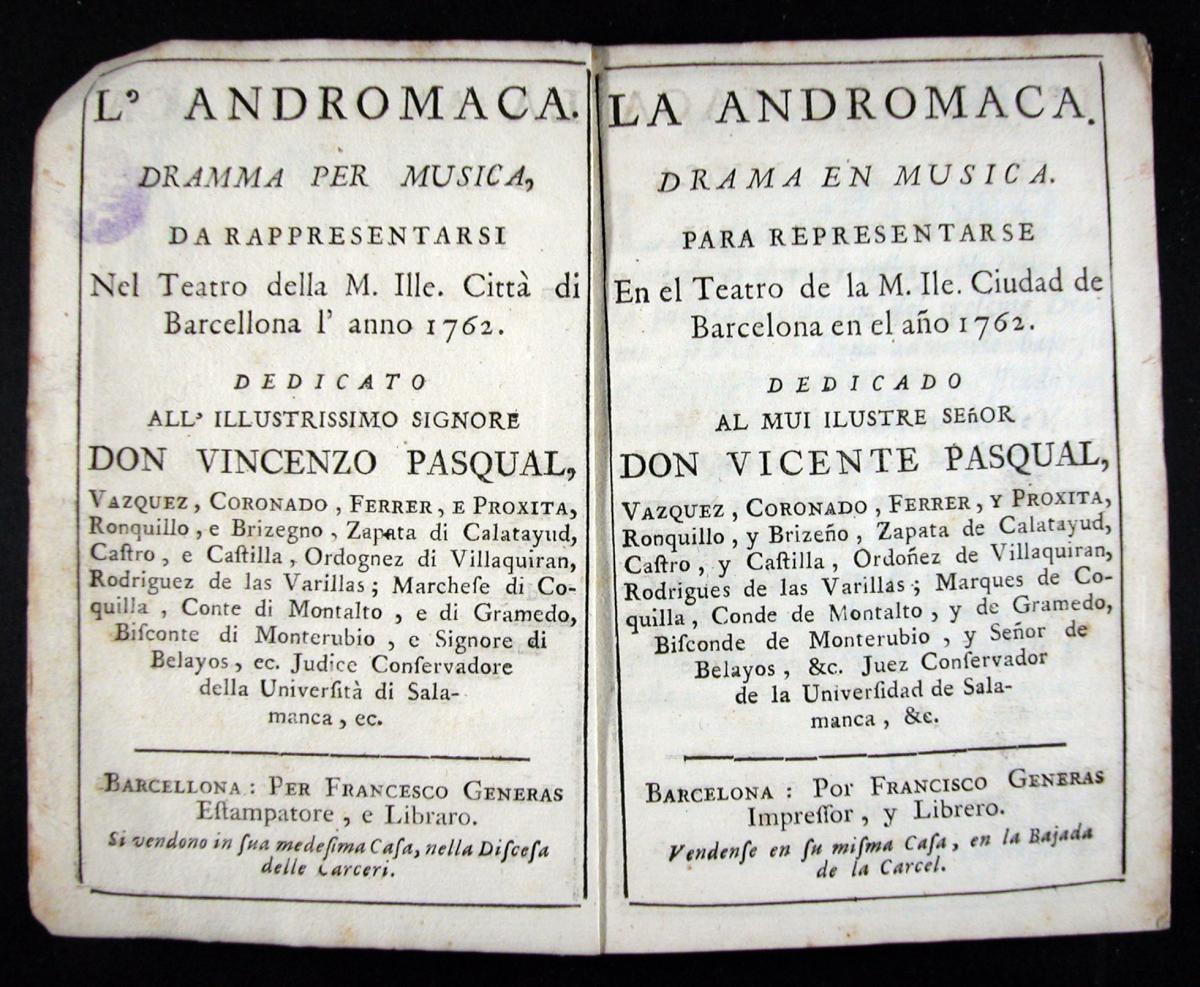 L' ANDROMACA.
DRAMMA PER MUSICA,
DA RAPPRESENTARSI
Nel Teatro della M. Ille. Città di
Barcellona l' anno 1762.
DEDICATO
ALL' ILLUSTRISSIMO SIGNORE
DON VINCENZO PASQUAL,
VAZQUEZ, CORONADO, FERRER, E PROXITA,
Ronquillo, e Brizegno, Zapata di Calatayud,
Caſtro, e Caſtilla, Ordognez di Villaquiran,
Rodriguez de las Varillas; Marcheſe di Co-
quilla, Conte di Montalto, e di Gramedo,
Biſconte di Monterubio, e Signore di
Belayos, ec. Judice Conſervadore
della Univerſità di Sala-
manca, ec.
BARCELLONA: PER FRANCESCO GENERAS
Eſtampatore, e Libraro.
Si vendono in ſua medeſima Caſa, nella Diſceſa
delle Carceri.
LA ANDROMACA.
DRAMA EN MUSICA.
PARA REPRESENTARSE
En el Teatro de la M. Ile. Ciudad de
Barcelona en el año 1762.
DEDICADO
AL MUI ILUSTRE SEñOR
DON VICENTE PASQUAL,
VAZQUEZ, CORONADO, FERRER, Y PROXITA,
Ronquillo, y Brizeño, Zapata de Calatayud,
Caſtro, y Caſtilla, Ordoñez de Villaquiran,
Rodrigues de las Varillas; Marques de Co-
quilla, Conde de Montalto, y de Gramedo,
Biſconde de Monterubio, y Señor de
Belayos, &c. Juez Conſervador
de la Univerſidad de Sala-
manca, &c.
BARCELONA: Por FRANCISCO GENERAS
Impreſſor, y Librero.
Vendenſe en ſu miſma Caſa, en la Bajada
de la Carcel.